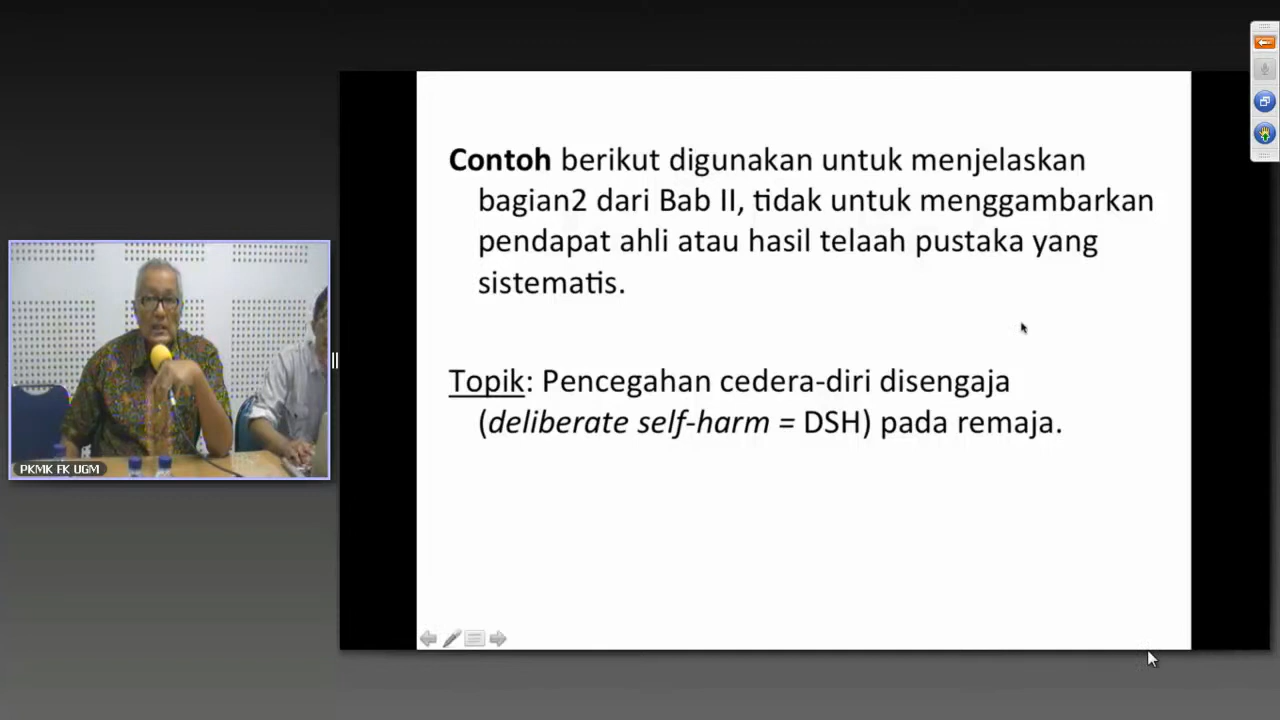 Contoh berikut digunakan untuk menjelaskan
bagian2 dari Bab II, tidak untuk menggambarkan
pendapat ahli atau hasil telaah pustaka yang
sistematis.
Topik: Pencegahan cedera-diri disengaja
(deliberate self-harm = DSH) pada remaja.
PKMK FK UGM